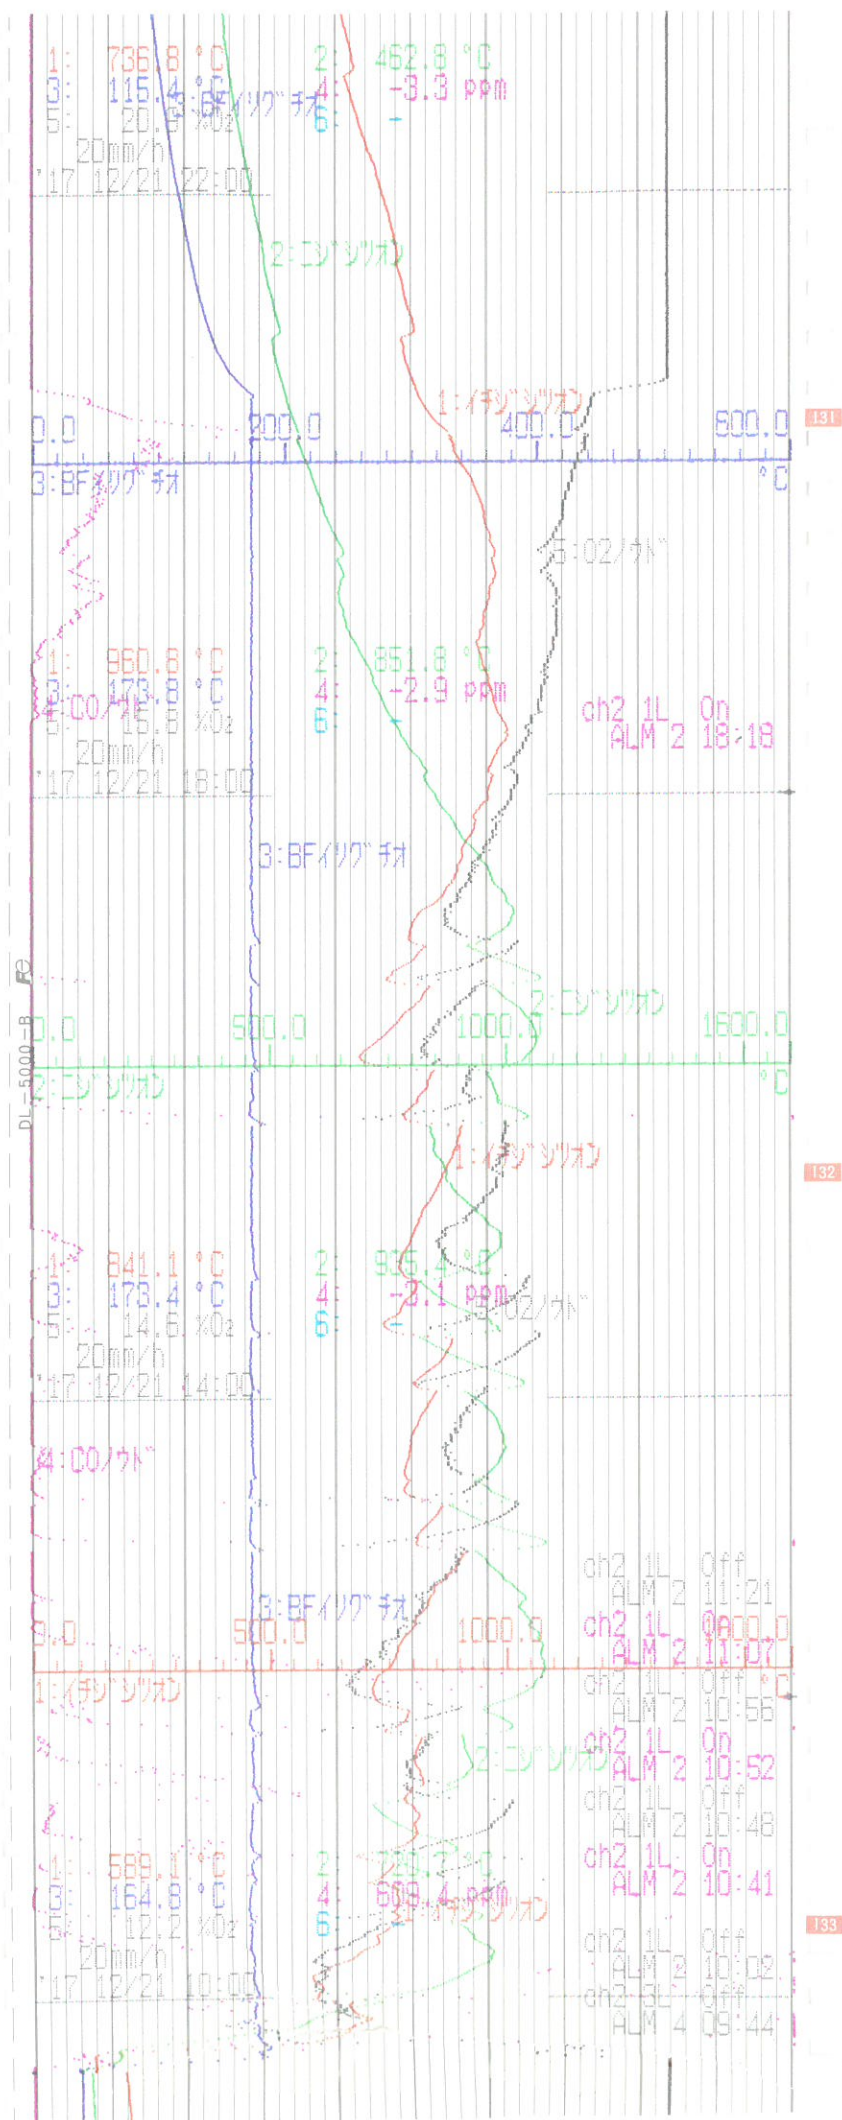 1: 736.8 °C 2: 462.8 °C
3: 115.4 °C 4: -3.3 ppm
3:BFイリグチオ
5: 20.9 %O₂ 6: -
20mm/h
'17 12/21 22:00
2:ニジシツオン
1:イチジシツオン
131
0.0 200.0 400.0 600.0
3:BFイリグチオ °C
5:O2ノウド
1: 960.8 °C 2: 851.8 °C
3: 173.8 °C 4: -2.9 ppm
4:COノウド
5: 15.8 %O₂ 6: -
ch2 1L On
ALM 2 18:18
20mm/h
'17 12/21 18:00
3:BFイリグチオ
2:ニジシツオン
0.0 500.0 1000.0 1600.0
2:ニジシツオン °C
DL-5000-B Fe
1:イチジシツオン
132
1: 841.1 °C 2: 935.4 °C
3: 173.4 °C 4: -3.1 ppm
5: 14.6 %O₂ 6: -
5:O2ノウド
20mm/h
'17 12/21 14:00
4:COノウド
ch2 1L Off
ALM 2 11:21
3:BFイリグチオ
ch2 1L On
ALM 2 11:07
0.0 500.0 1000.0
1:イチジシツオン °C
ch2 1L Off
ALM 2 10:55
ch2 1L On
ALM 2 10:52
2:ニジシツオン
ch2 1L Off
ALM 2 10:48
ch2 1L On
ALM 2 10:41
1: 589.1 °C 2:
3: 164.8 °C 4: 609.4 ppm
1:イチジシツオン
5: 12.2 %O₂ 6: -
133
20mm/h
'17 12/21 10:00
ch2 1L Off
ALM 2 10:02
ch2 3L Off
ALM 4 09:44